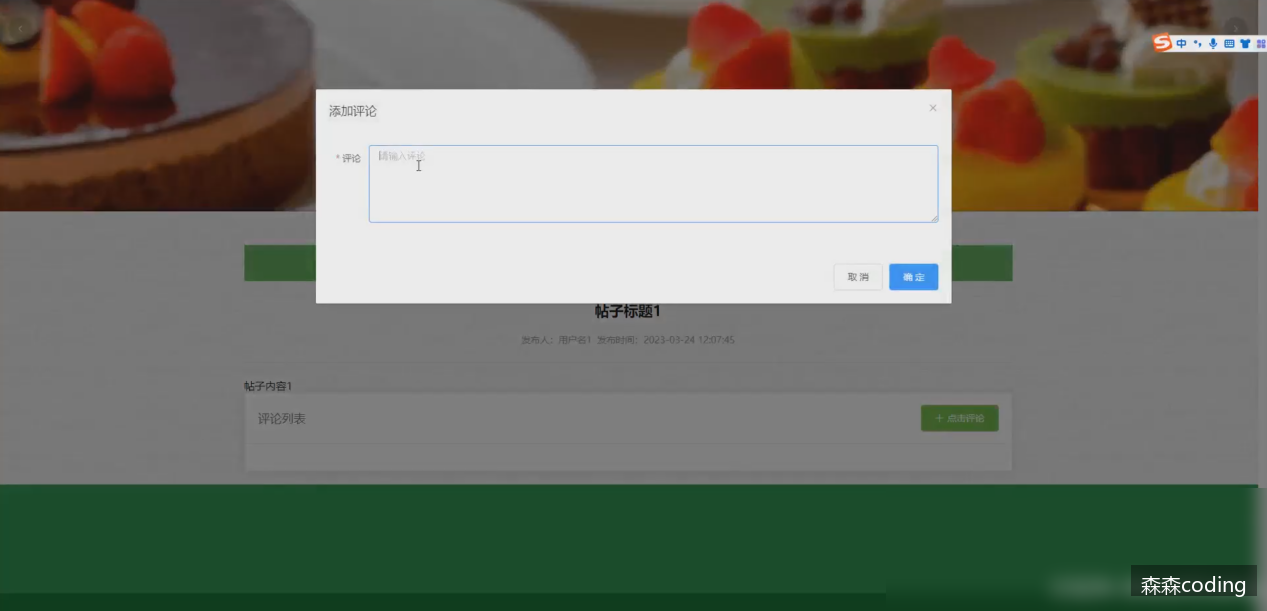 中
添加评论
×
* 评论
请输入评论
取消
确定
帖子标题1
发布人：用户名1 发布时间：2023-03-24 12:07:45
帖子内容1
评论列表
+ 点击评论
森森coding